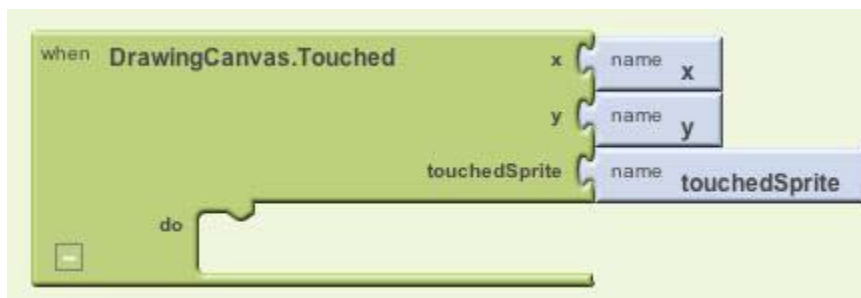 when DrawingCanvas.Touched x name x
y name y
touchedSprite name touchedSprite
do